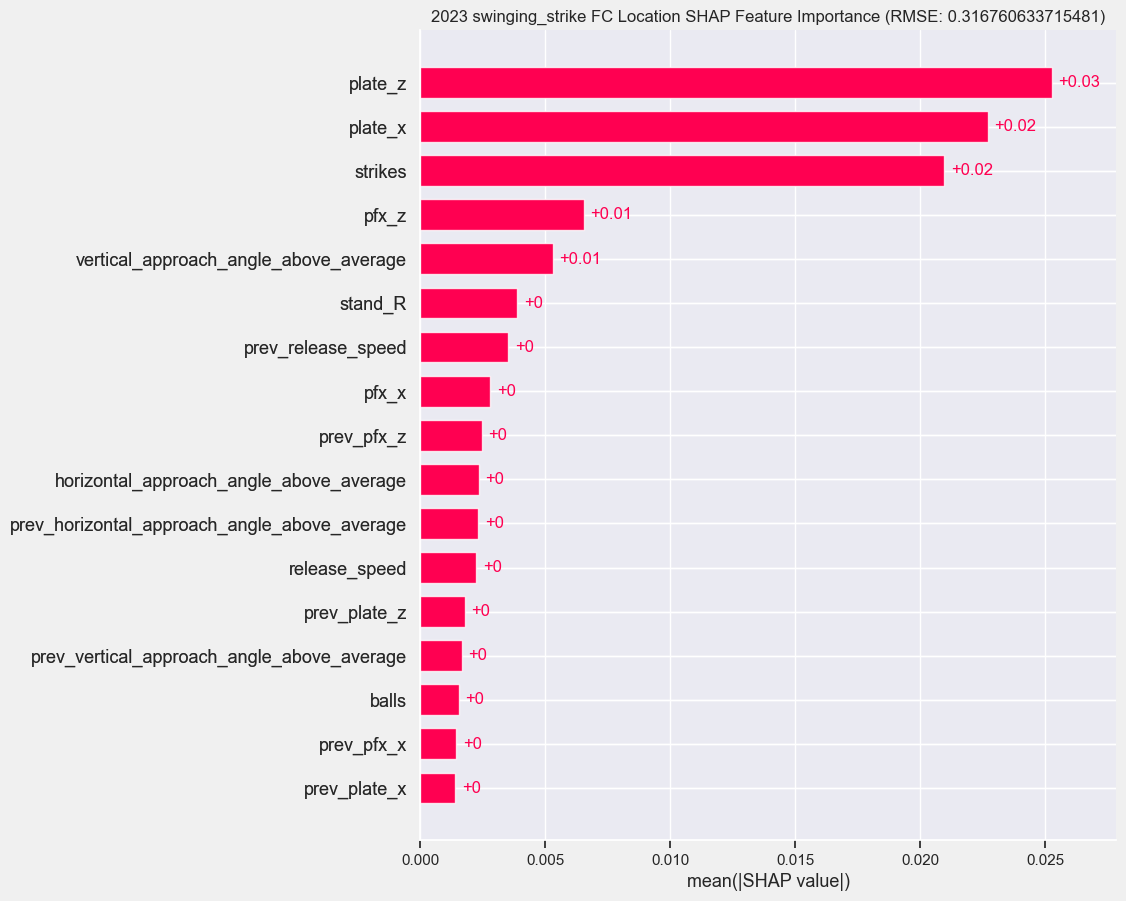 2023 swinging_strike FC Location SHAP Feature Importance (RMSE: 0.316760633715481)
plate_z +0.03
plate_x +0.02
strikes +0.02
pfx_z +0.01
vertical_approach_angle_above_average +0.01
stand_R +0
prev_release_speed +0
pfx_x +0
prev_pfx_z +0
horizontal_approach_angle_above_average +0
prev_horizontal_approach_angle_above_average +0
release_speed +0
prev_plate_z +0
prev_vertical_approach_angle_above_average +0
balls +0
prev_pfx_x +0
prev_plate_x +0
0.000 0.005 0.010 0.015 0.020 0.025
mean(|SHAP value|)